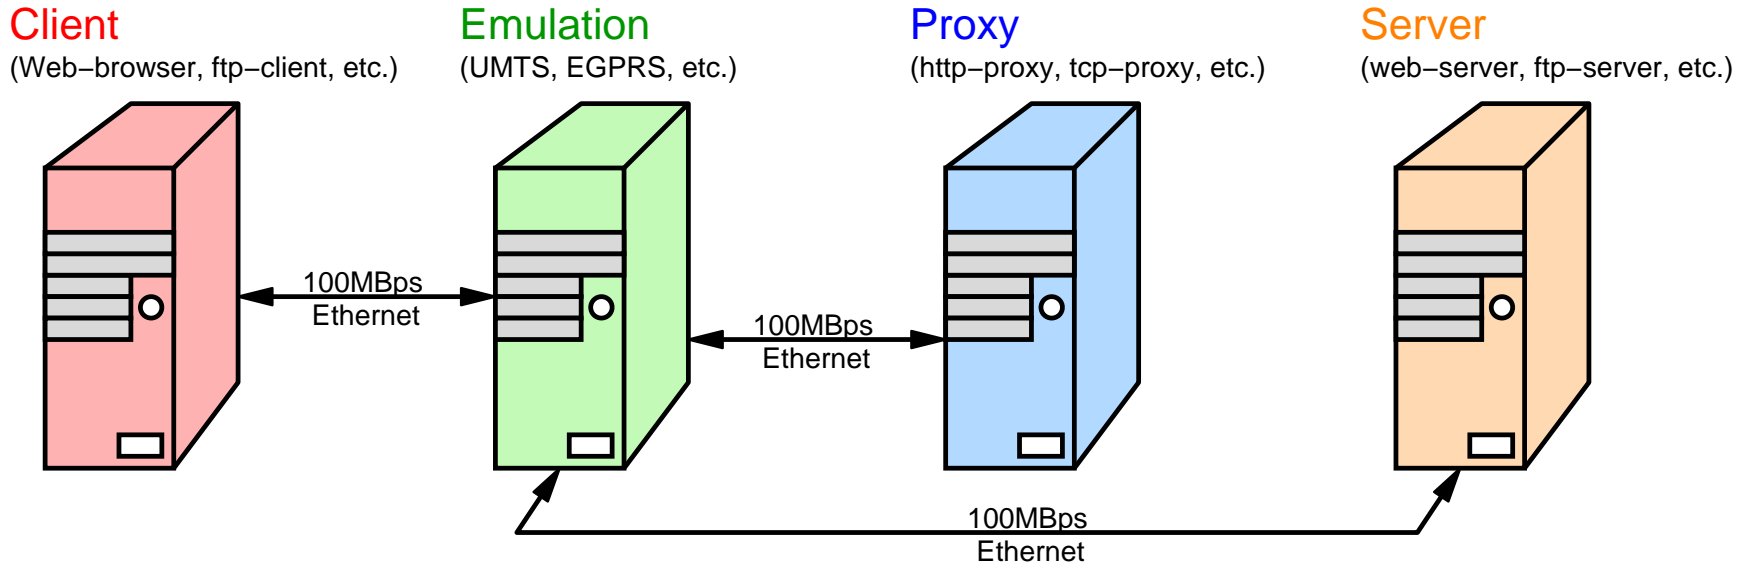 Client
(Web−browser, ftp−client, etc.)
Emulation
(UMTS, EGPRS, etc.)
Proxy
(http−proxy, tcp−proxy, etc.)
Server
(web−server, ftp−server, etc.)
100MBps
Ethernet
100MBps
Ethernet
100MBps
Ethernet